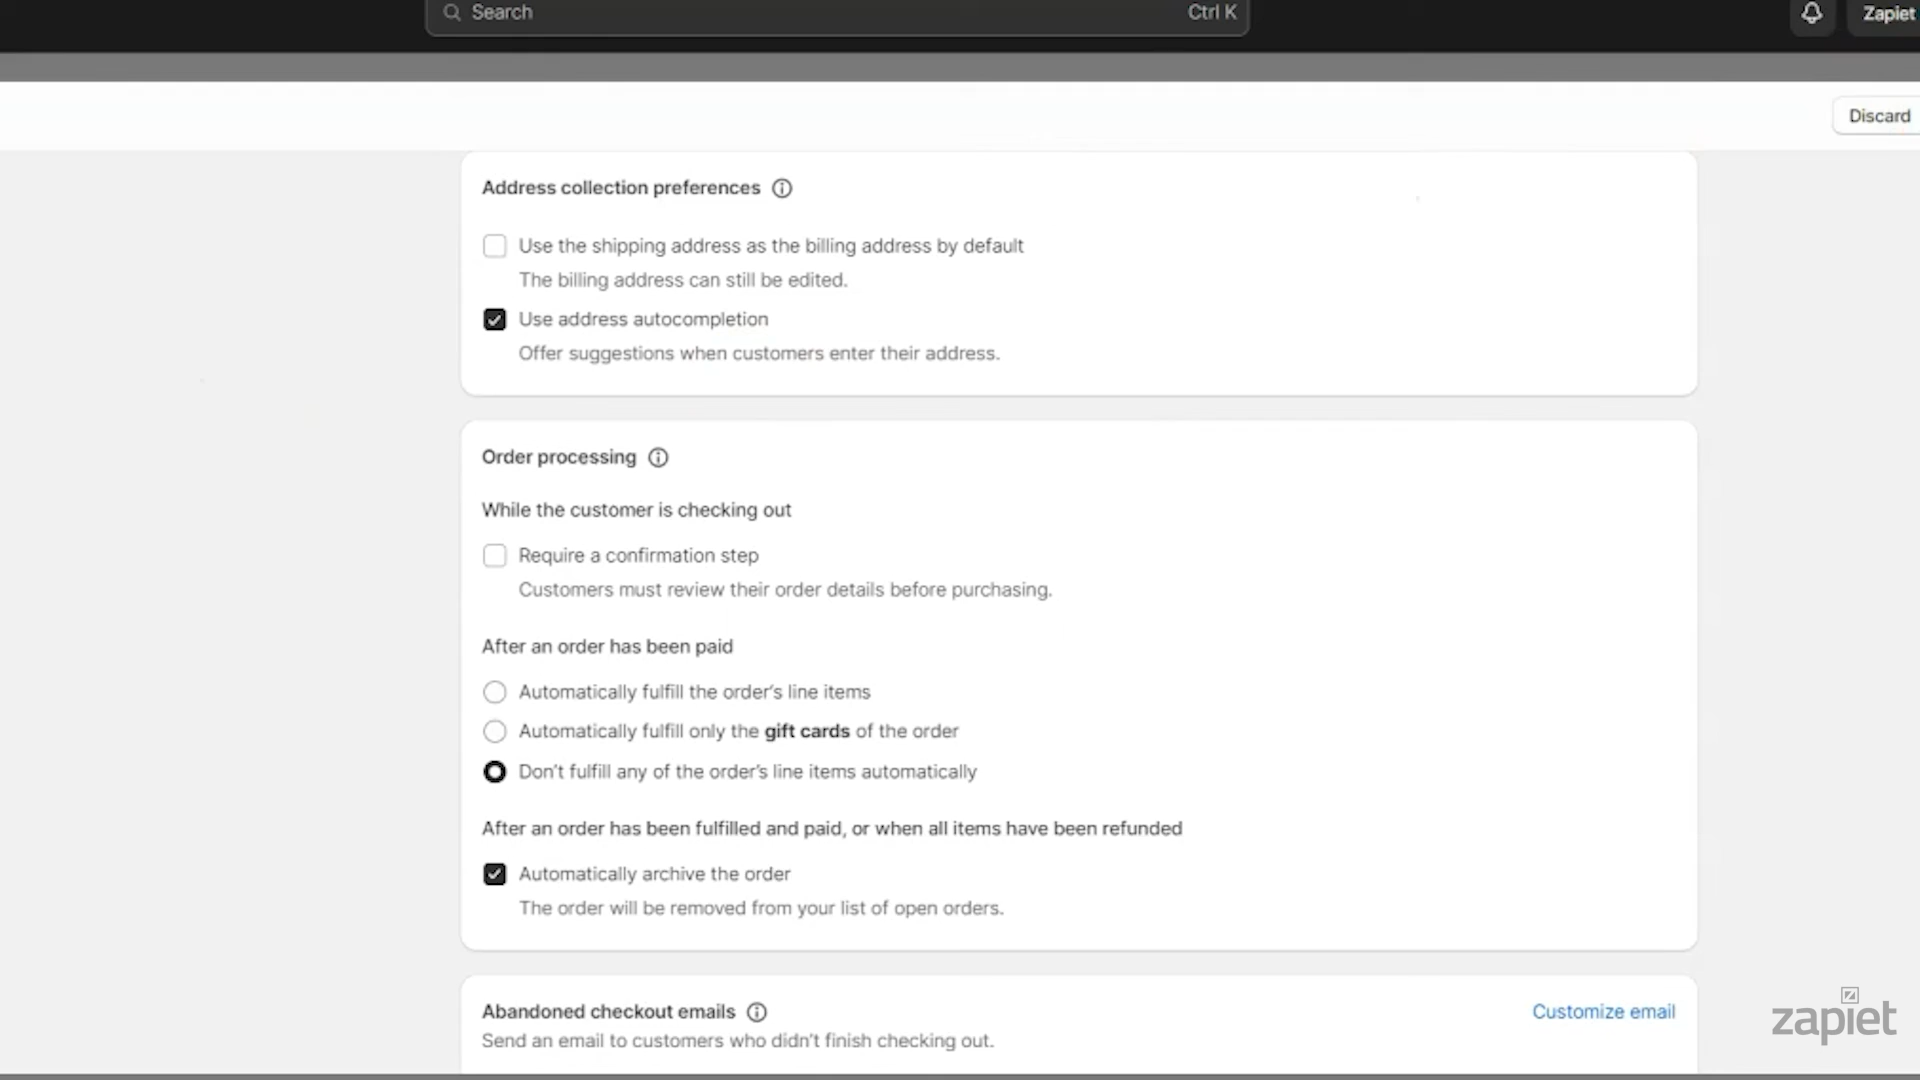 Search
Ctrl K
Zapiet
Discard
Address collection preferences
Use the shipping address as the billing address by default
The billing address can still be edited.
Use address autocompletion
Offer suggestions when customers enter their address.
Order processing
While the customer is checking out
Require a confirmation step
Customers must review their order details before purchasing.
After an order has been paid
Automatically fulfill the order’s line items
Automatically fulfill only the gift cards of the order
Don’t fulfill any of the order’s line items automatically
After an order has been fulfilled and paid, or when all items have been refunded
Automatically archive the order
The order will be removed from your list of open orders.
Abandoned checkout emails
Customize email
Send an email to customers who didn’t finish checking out.
zapiet